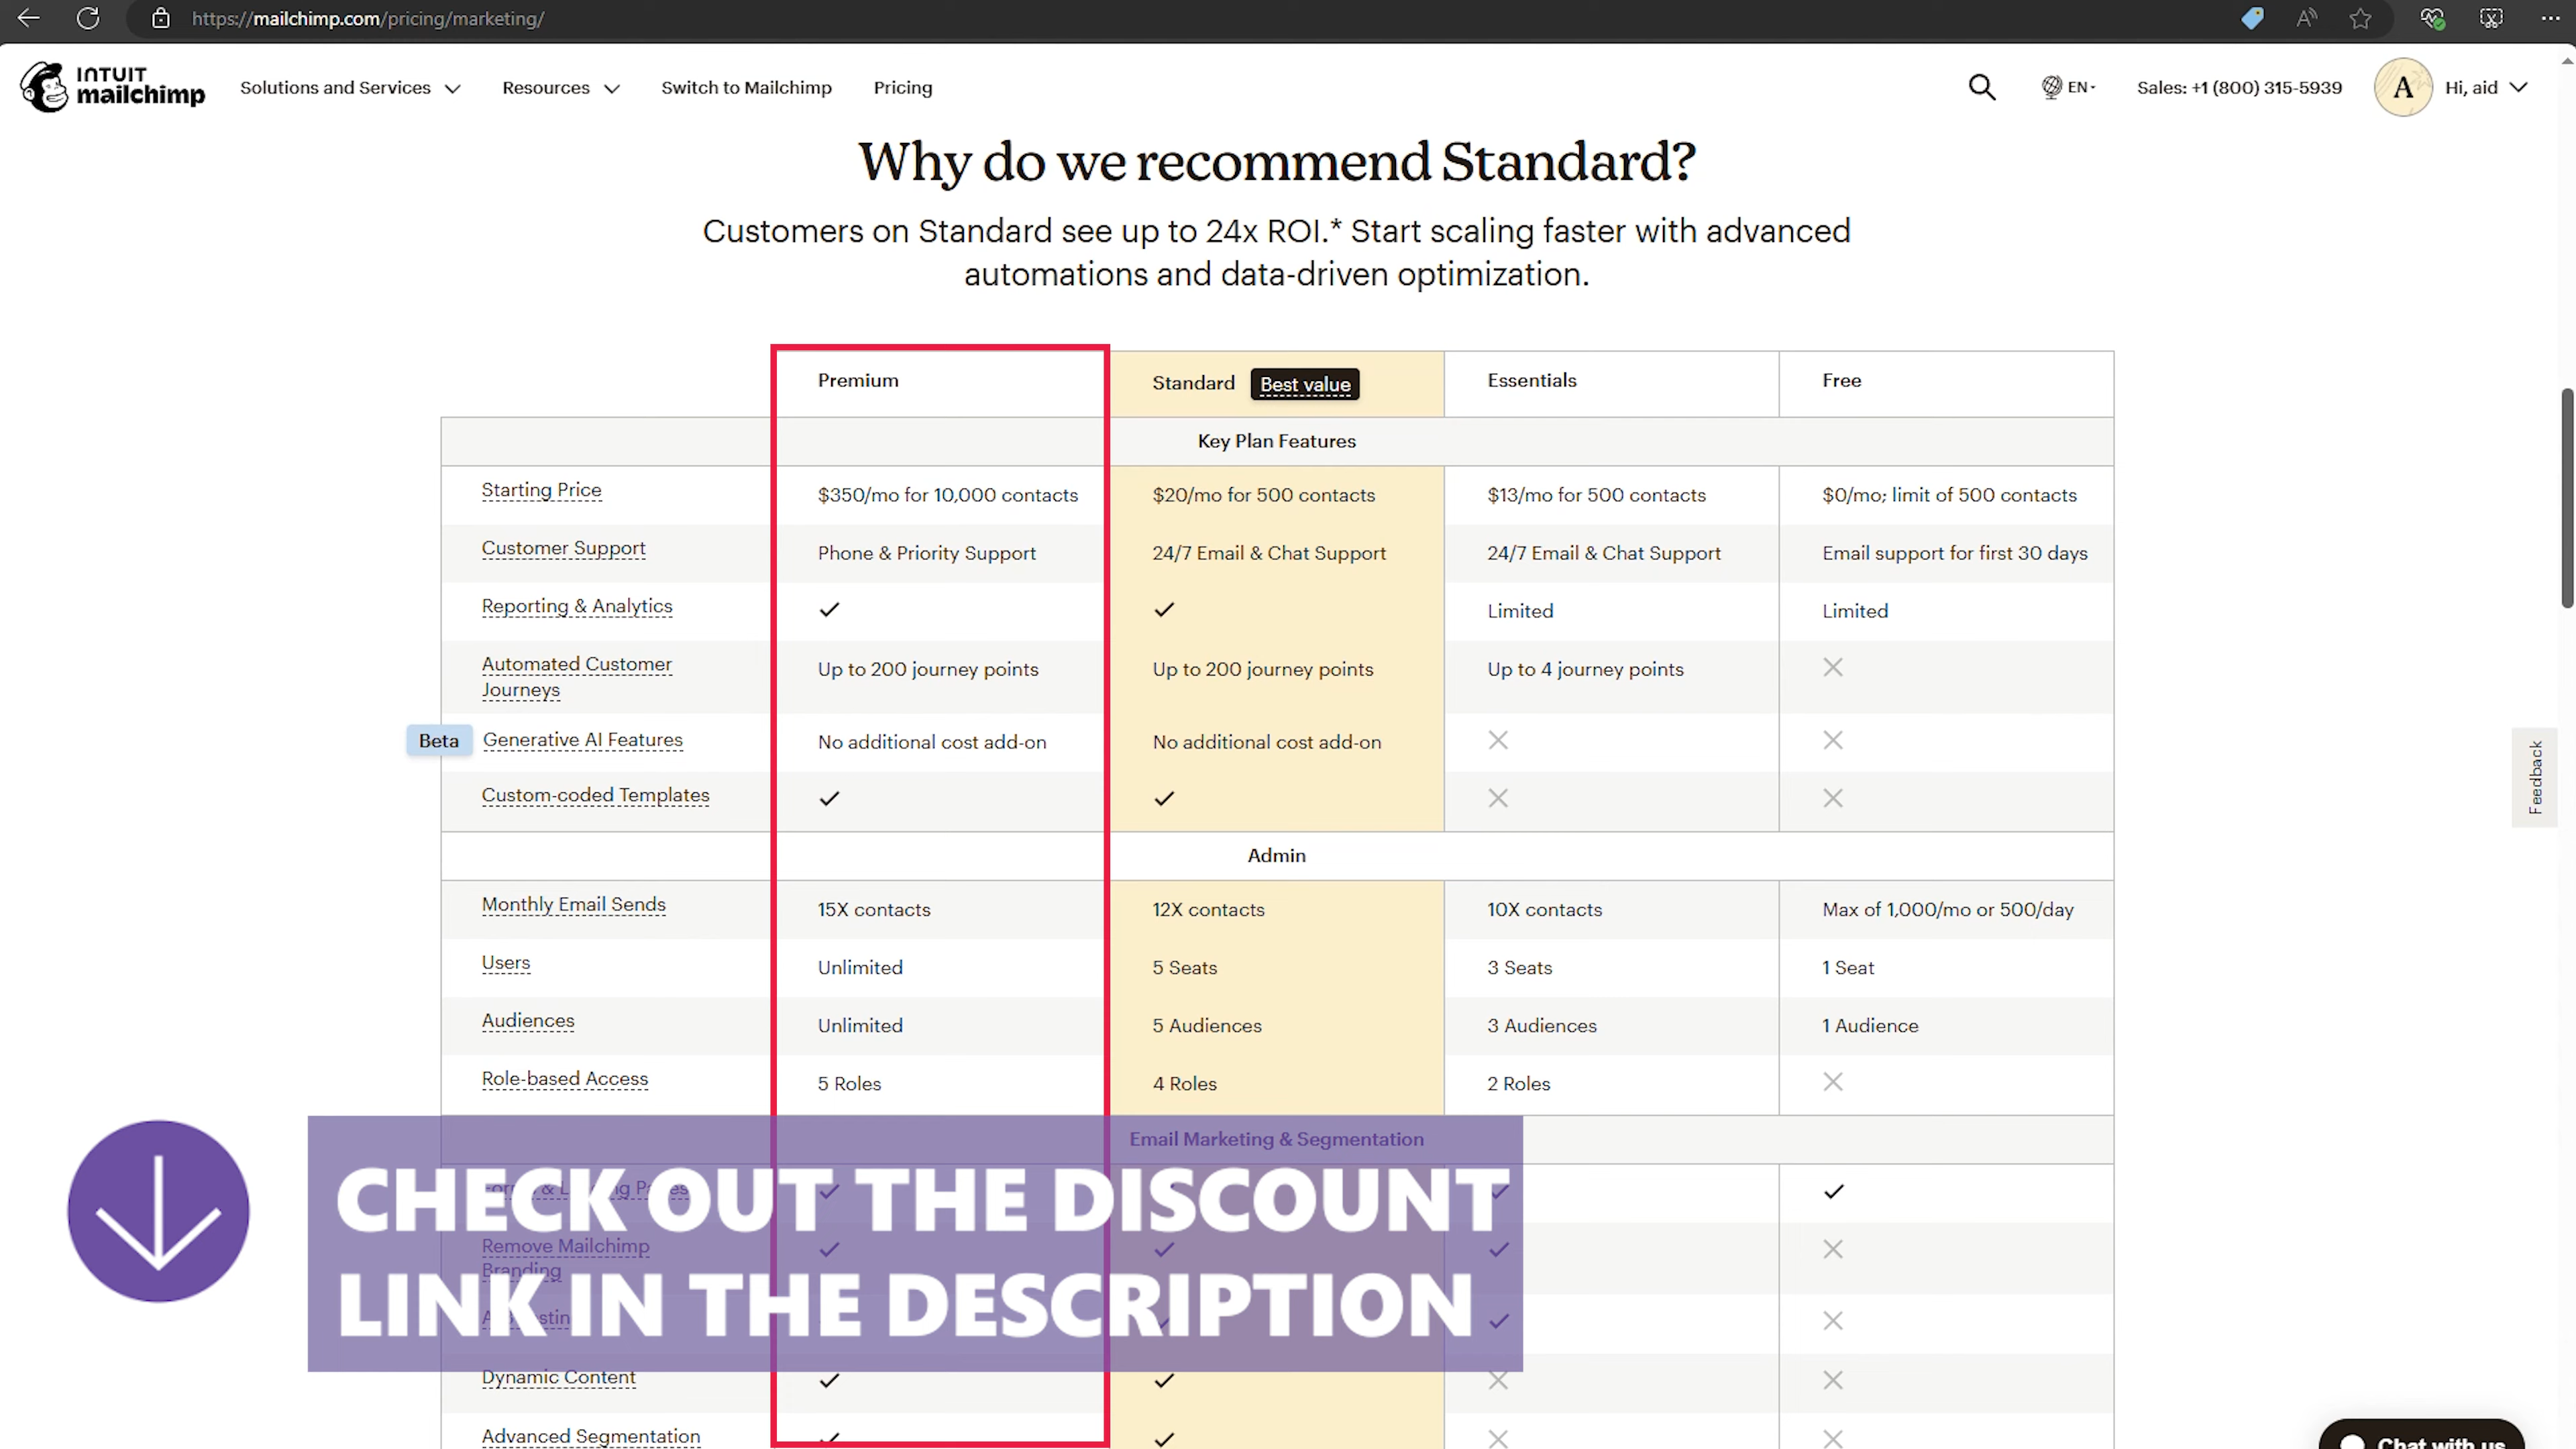 https://mailchimp.com/pricing/marketing/
INTUIT
mailchimp
Solutions and Services
Resources
Switch to Mailchimp
Pricing
EN
Sales: +1 (800) 315-5939
A
Hi, aid
Why do we recommend Standard?
Customers on Standard see up to 24x ROI.* Start scaling faster with advanced
automations and data-driven optimization.
Premium
Standard Best value
Essentials
Free
Key Plan Features
Starting Price
$350/mo for 10,000 contacts
$20/mo for 500 contacts
$13/mo for 500 contacts
$0/mo; limit of 500 contacts
Customer Support
Phone & Priority Support
24/7 Email & Chat Support
24/7 Email & Chat Support
Email support for first 30 days
Reporting & Analytics
Limited
Limited
Automated Customer
Journeys
Up to 200 journey points
Up to 200 journey points
Up to 4 journey points
Beta
Generative AI Features
No additional cost add-on
No additional cost add-on
Custom-coded Templates
Admin
Monthly Email Sends
15X contacts
12X contacts
10X contacts
Max of 1,000/mo or 500/day
Users
Unlimited
5 Seats
3 Seats
1 Seat
Audiences
Unlimited
5 Audiences
3 Audiences
1 Audience
Role-based Access
5 Roles
4 Roles
2 Roles
Email Marketing & Segmentation
CHECK OUT THE DISCOUNT
LINK IN THE DESCRIPTION
Remove Mailchimp
Branding
Dynamic Content
Advanced Segmentation
Feedback
Chat with us